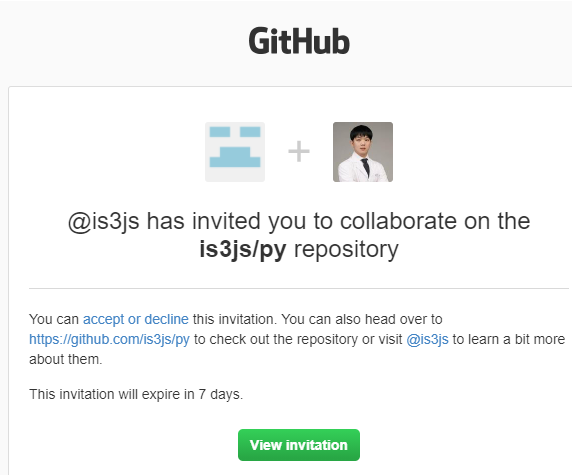 GitHub
@is3js has invited you to collaborate on the
is3js/py repository
You can accept or decline this invitation. You can also head over to
https://github.com/is3js/py to check out the repository or visit @is3js to learn a bit more
about them.
This invitation will expire in 7 days.
View invitation